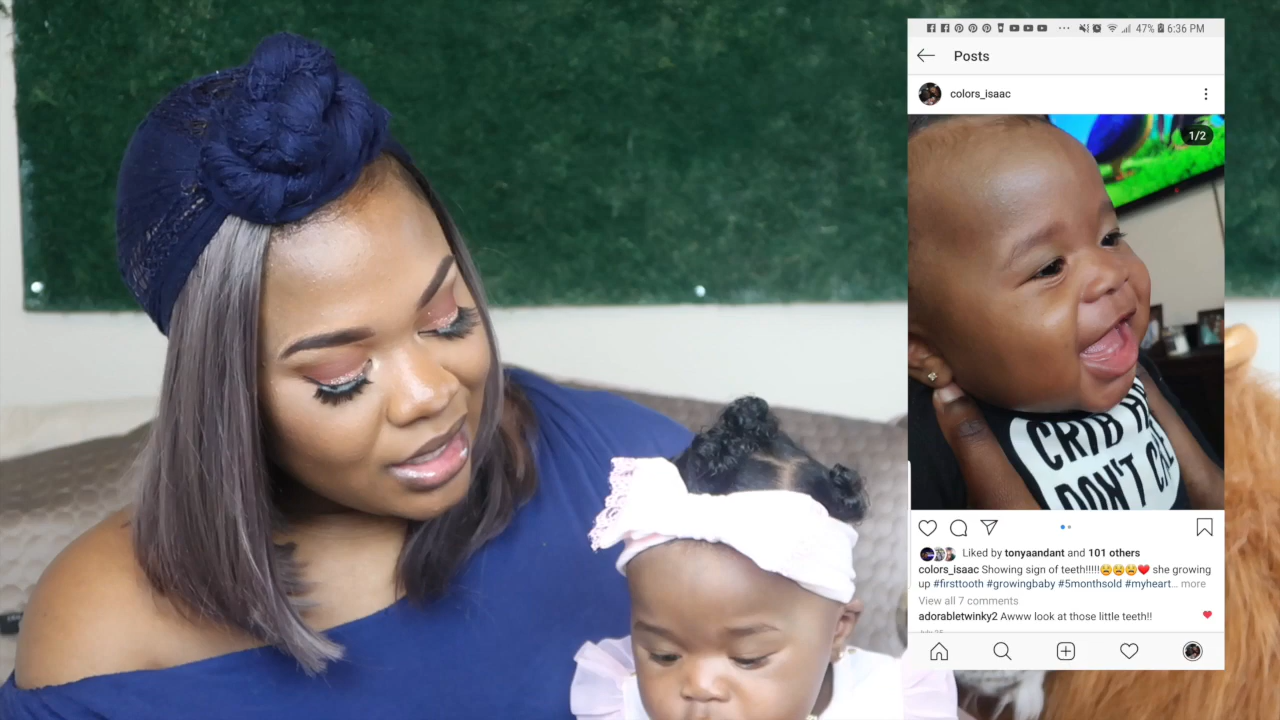 47% 6:36 PM
Posts
colors_isaac
1/2
CRIB
DON'T
Liked by tonyaandant and 101 others
colors_isaac Showing sign of teeth!!!!!😫😫😫❤️ she growing
up #firsttooth #growingbaby #5monthsold #myheart... more
View all 7 comments
adorabletwinky2 Awww look at those little teeth!!